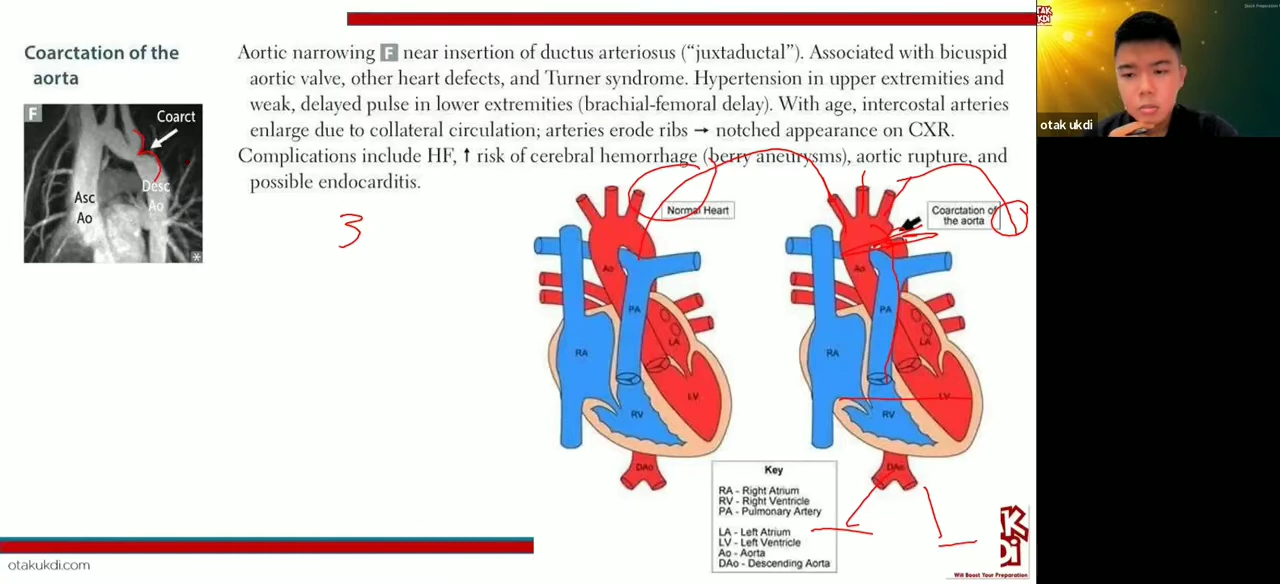 Coarctation of the
aorta
Aortic narrowing F near insertion of ductus arteriosus (“juxtaductal”). Associated with bicuspid
aortic valve, other heart defects, and Turner syndrome. Hypertension in upper extremities and
weak, delayed pulse in lower extremities (brachial-femoral delay). With age, intercostal arteries
enlarge due to collateral circulation; arteries erode ribs → notched appearance on CXR.
Complications include HF, ↑ risk of cerebral hemorrhage (berry aneurysms), aortic rupture, and
possible endocarditis.
F
Coarct
Desc
Ao
Asc
Ao
*
3
Normal Heart
Ao
PA
LA
RA
LV
RV
DAo
Coarctation of
the aorta
Ao
PA
LA
RA
LV
RV
DAo
Key
RA - Right Atrium
RV - Right Ventricle
PA - Pulmonary Artery
LA - Left Atrium
LV - Left Ventricle
Ao - Aorta
DAo - Descending Aorta
otakukdi.com
Will Boost Your Preparation
otak ukdi